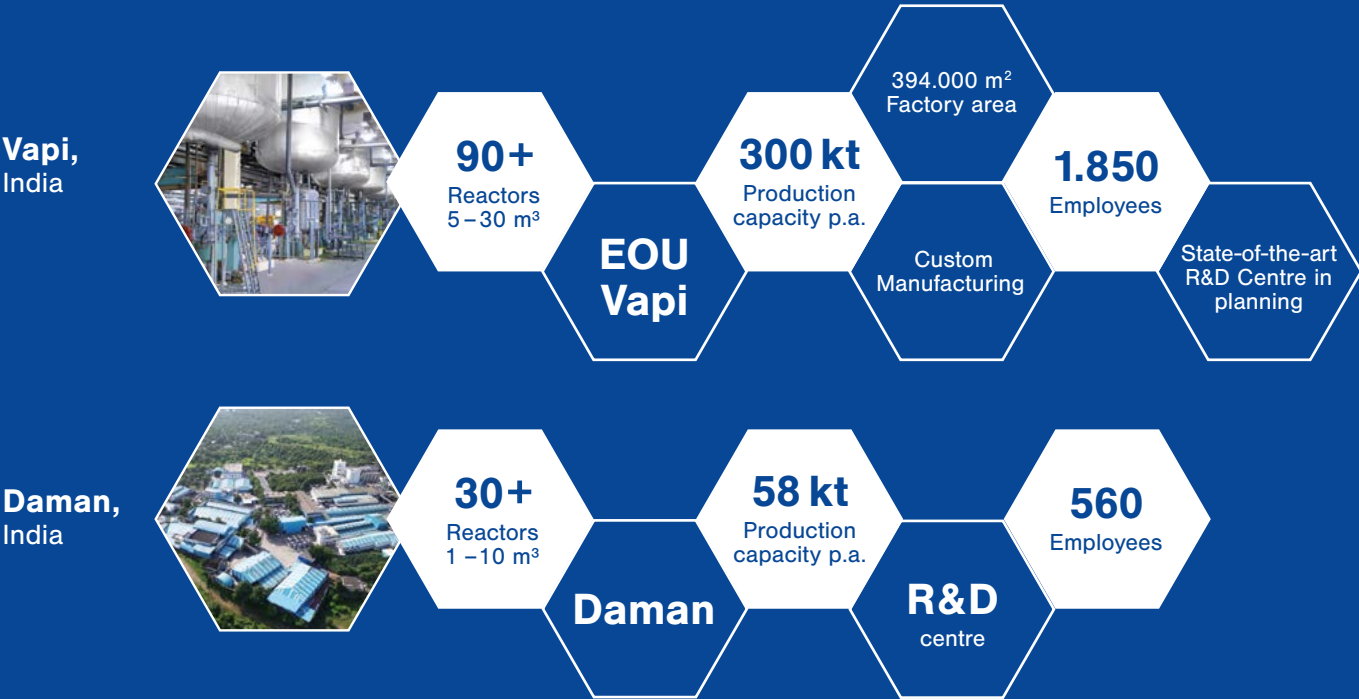 Vapi,
India
90+
Reactors
5–30 m³
EOU
Vapi
300 kt
Production
capacity p.a.
394.000 m²
Factory area
Custom
Manufacturing
1.850
Employees
State-of-the-art
R&D Centre in
planning
Daman,
India
30+
Reactors
1–10 m³
Daman
58 kt
Production
capacity p.a.
R&D
centre
560
Employees